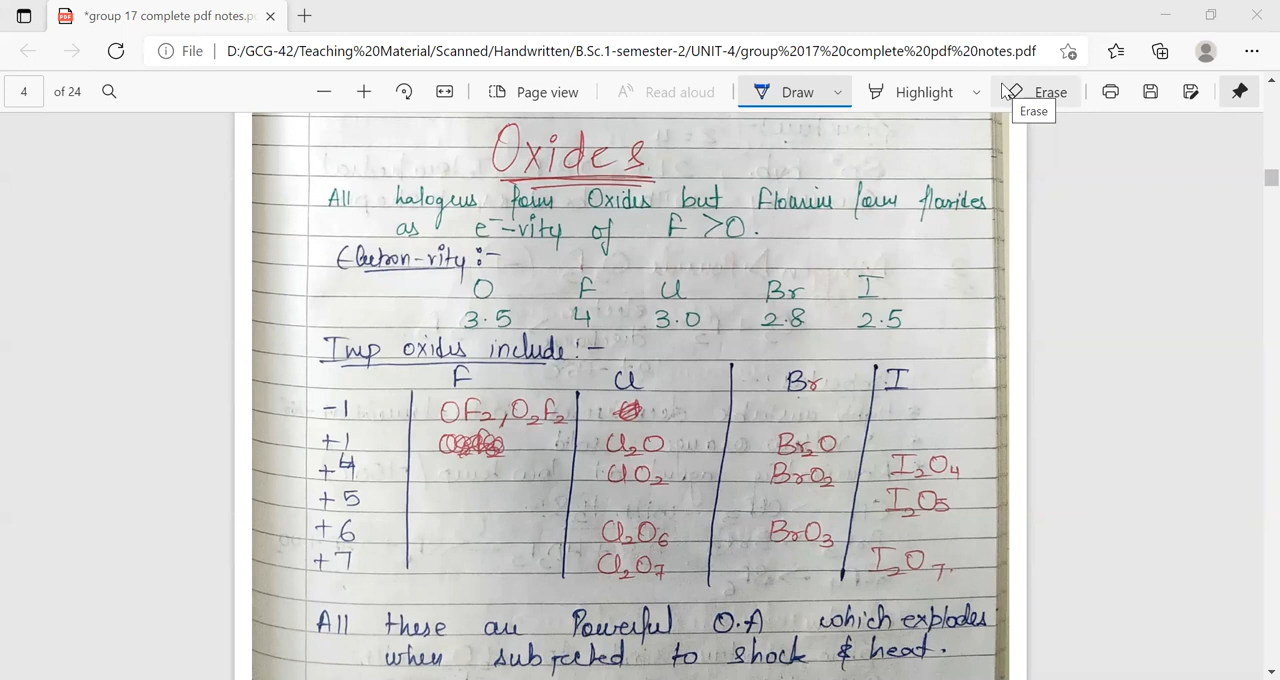 *group 17 complete pdf notes.p
File D:/GCG-42/Teaching%20Material/Scanned/Handwritten/B.Sc.1-semester-2/UNIT-4/group%2017%20complete%20pdf%20notes.pdf
4 of 24 Page view Read aloud Draw Highlight Erase
Erase
Oxides
All halogens form Oxides but Flourine form flourides
as e⁻-vity of F >O.
Electron-vity :-
O F Cl Br I
3.5 4 3.0 2.8 2.5
Imp oxides include :-
F Cl Br I
-1 OF2, O2F2
+1 Cl2O Br2O
+4 ClO2 BrO2 I2O4
+5 I2O5
+6 Cl2O6 BrO3
+7 Cl2O7 I2O7.
All these are Powerful O.A which explodes
when subjected to shock & heat.